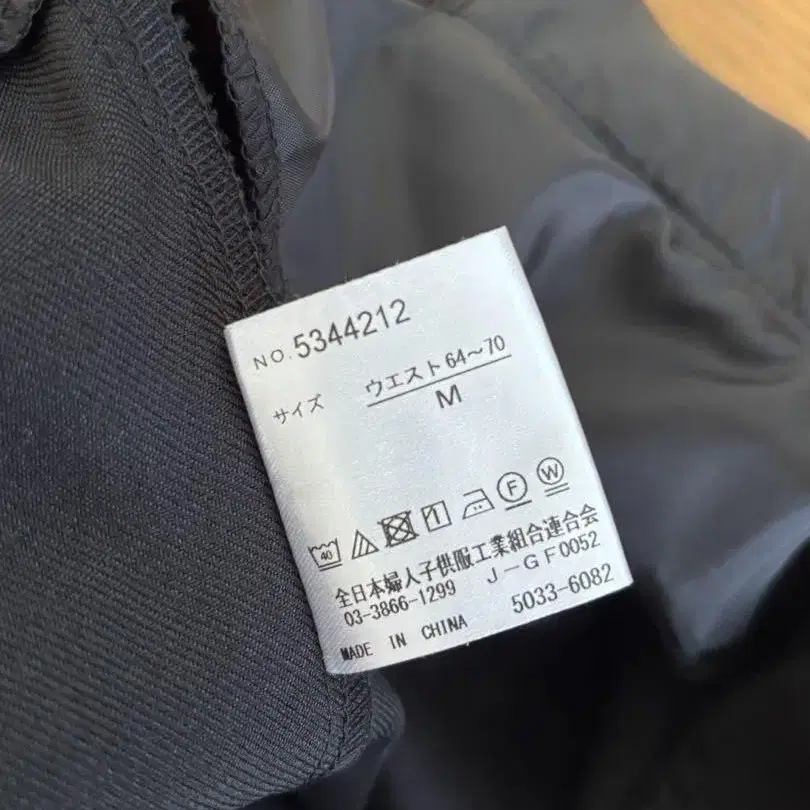 NO. 5344212
サイズ ウエスト64～70
M
40 F W
全日本婦人子供服工業組合連合会
03-3866-1299 J-GF0052
MADE IN CHINA 5033-6082